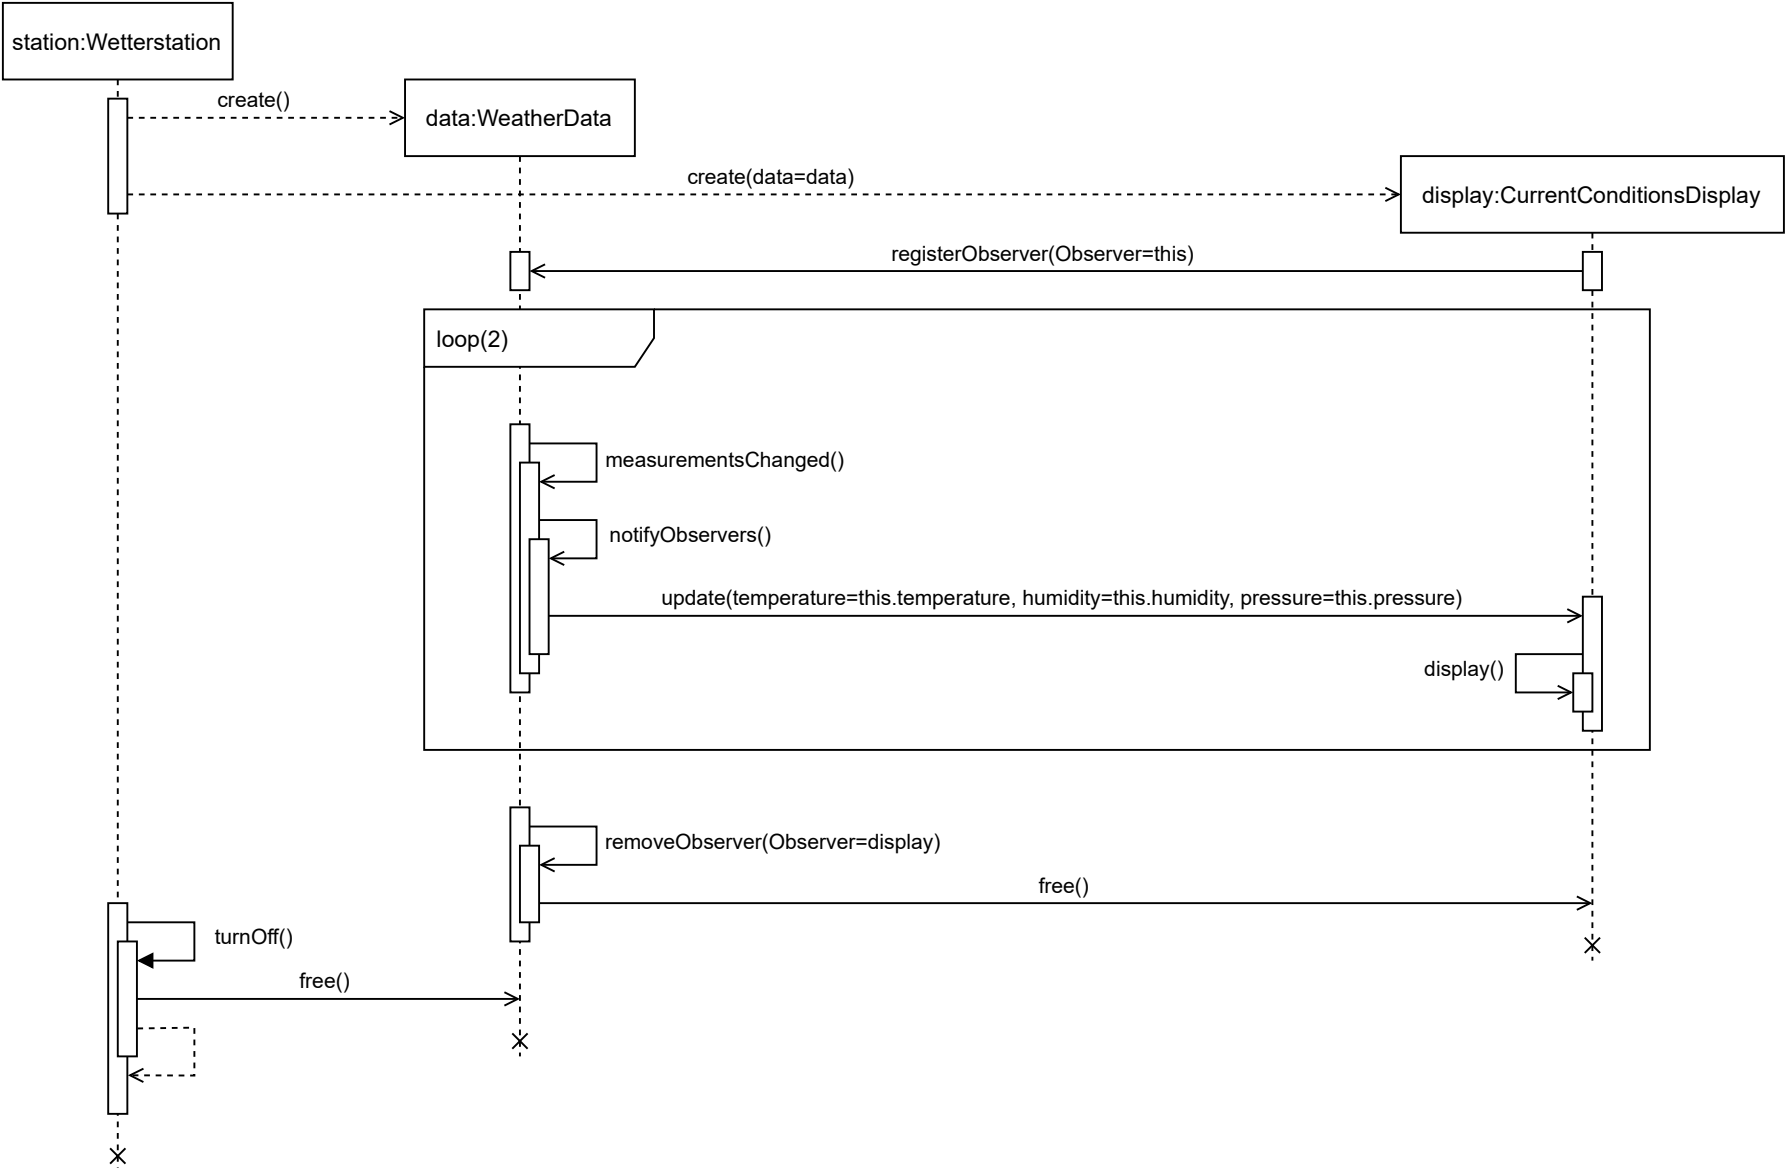 station:Wetterstation
create()
data:WeatherData
create(data=data)
display:CurrentConditionsDisplay
registerObserver(Observer=this)
loop(2)
measurementsChanged()
notifyObservers()
update(temperature=this.temperature, humidity=this.humidity, pressure=this.pressure)
display()
removeObserver(Observer=display)
free()
turnOff()
free()